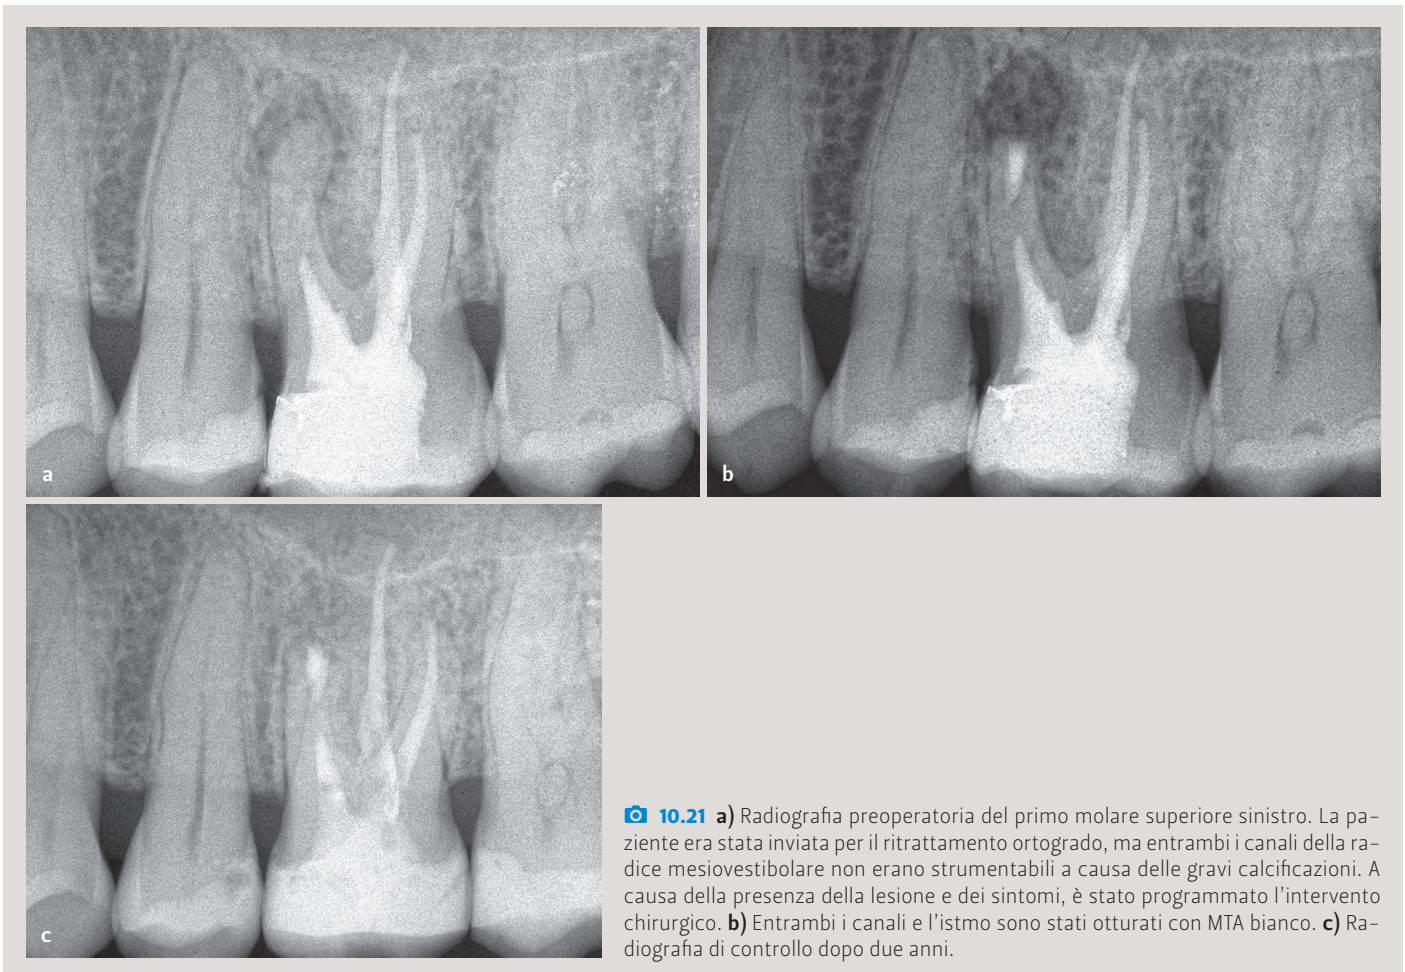 a
b
c
10.21 a) Radiografia preoperatoria del primo molare superiore sinistro. La pa-
ziente era stata inviata per il ritrattamento ortogrado, ma entrambi i canali della ra-
dice mesiovestibolare non erano strumentabili a causa delle gravi calcificazioni. A
causa della presenza della lesione e dei sintomi, è stato programmato l'intervento
chirurgico. b) Entrambi i canali e l'istmo sono stati otturati con MTA bianco. c) Ra-
diografia di controllo dopo due anni.